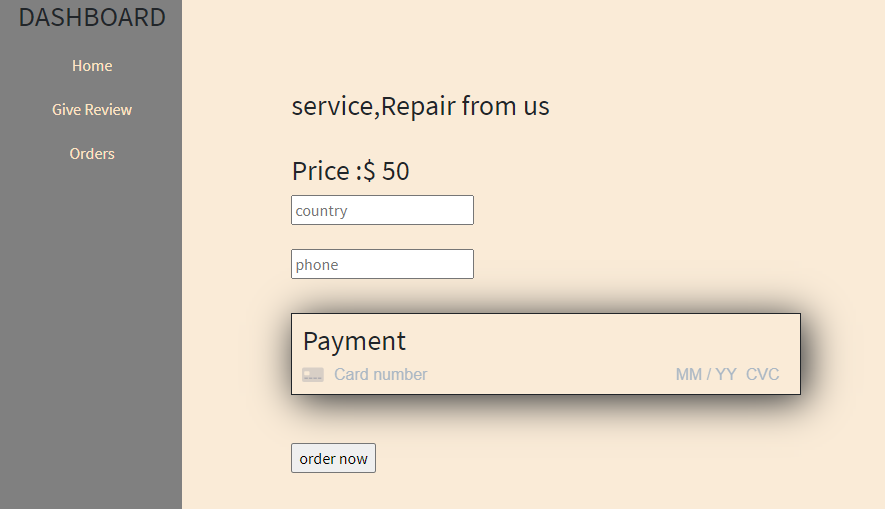 DASHBOARD
Home
Give Review
Orders
service,Repair from us
Price :$ 50
country
phone
Payment
Card number MM / YY CVC
order now